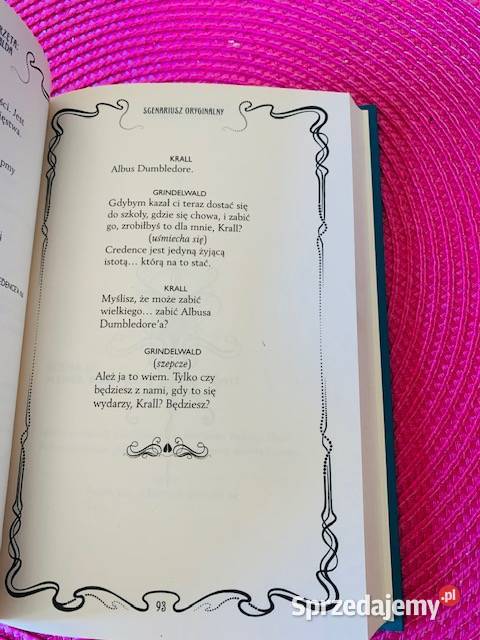 RZĘTA:
ści. Jest
SCENARIUSZ ORYGINALNY
KRALL
Albus Dumbledore.
GRINDELWALD
Gdybym kazał ci teraz dostać się
do szkoły, gdzie się chowa, i zabić
go, zrobiłbyś to dla mnie, Krall?
(uśmiecha się)
Credence jest jedyną żyjącą
istotą… którą na to stać.
KRALL
Myślisz, że może zabić
wielkiego… zabić Albusa
Dumbledore'a?
GRINDELWALD
(szepcze)
Ależ ja to wiem. Tylko czy
będziesz z nami, gdy to się
wydarzy, Krall? Będziesz?
93
Sprzedajemy.pl